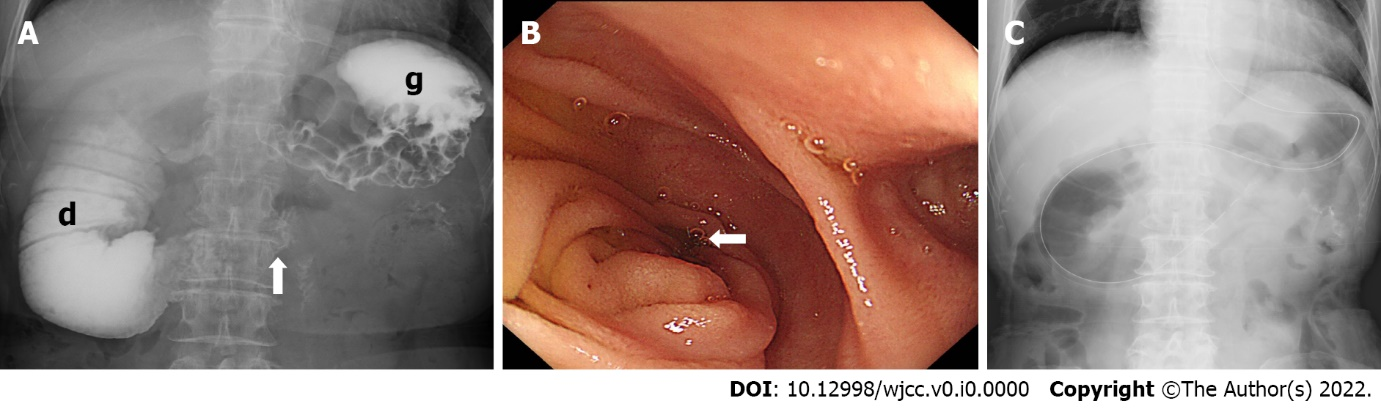 A
B
C
g
d
DOI: 10.12998/wjcc.v0.i0.0000 Copyright ©The Author(s) 2022.